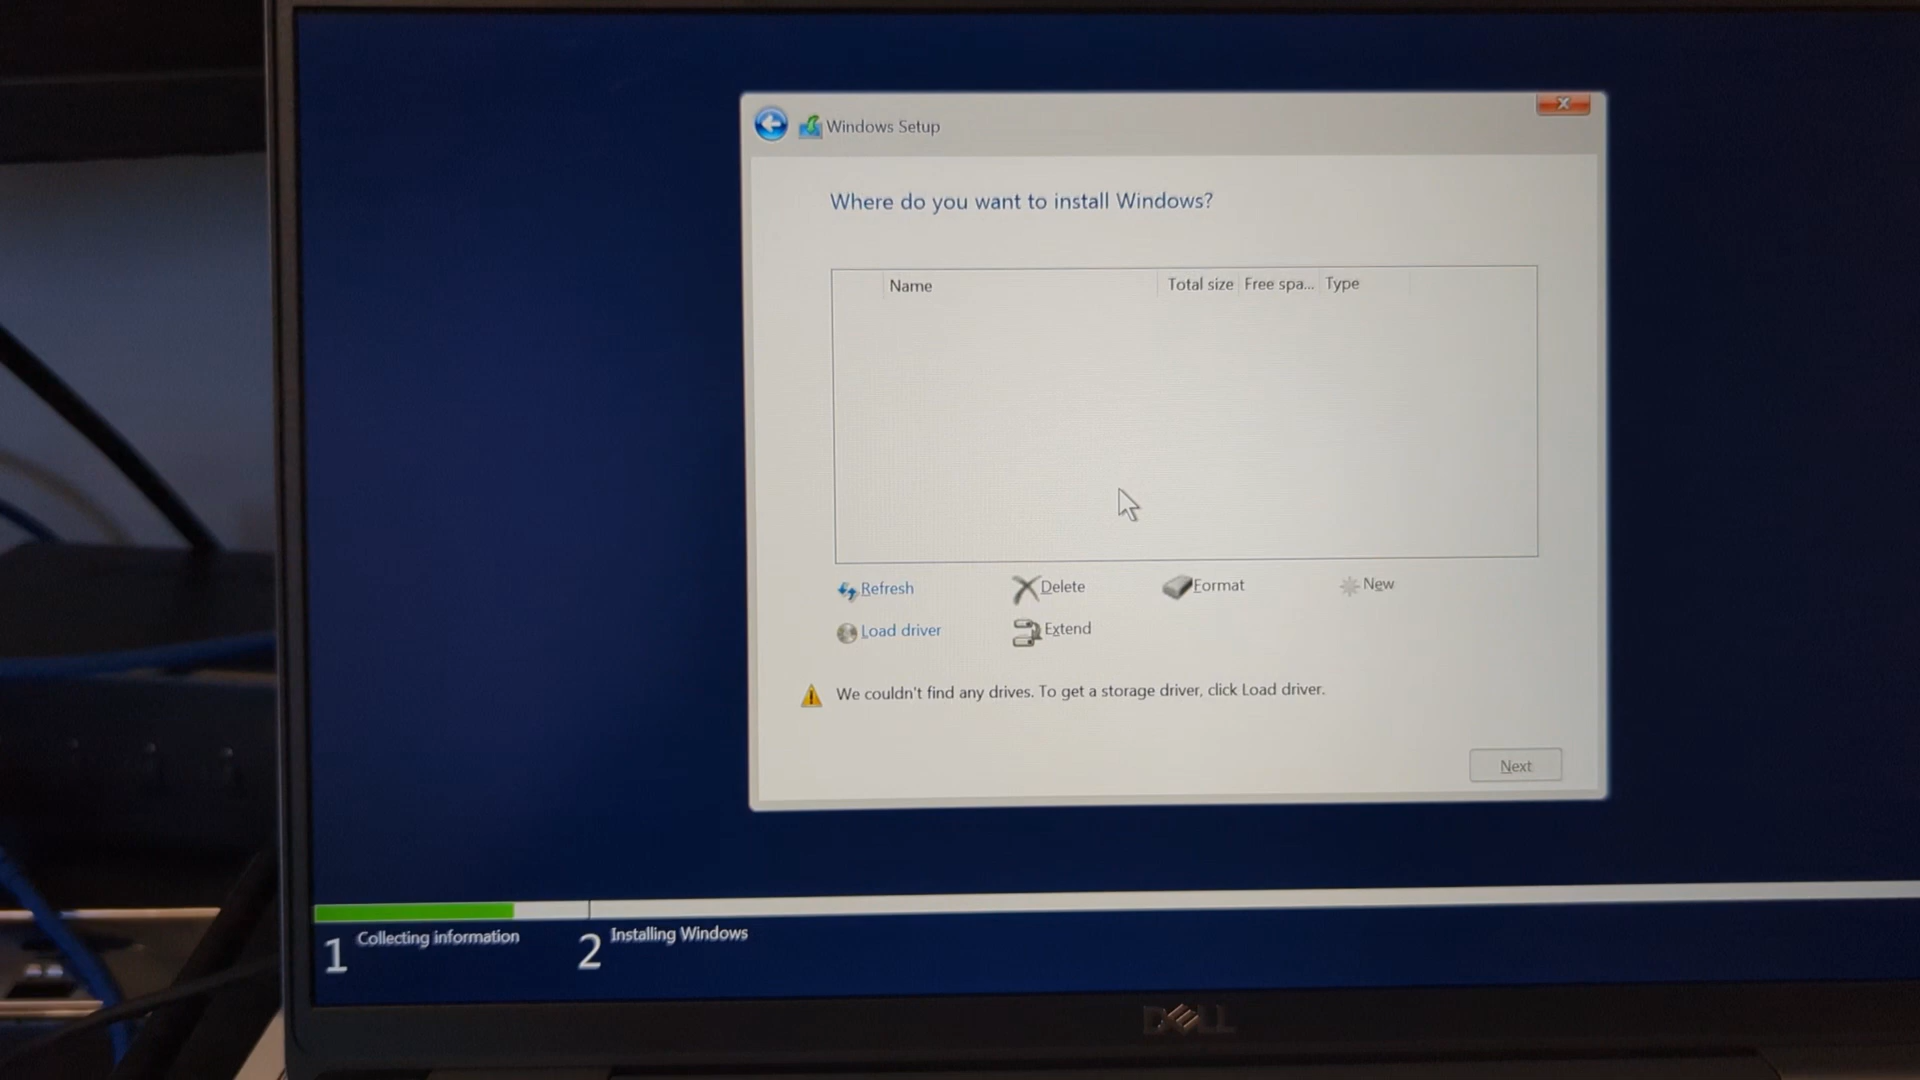 Windows Setup
Where do you want to install Windows?
Name Total size Free spa... Type
Refresh Delete Format New
Load driver Extend
We couldn't find any drives. To get a storage driver, click Load driver.
Next
1 Collecting information 2 Installing Windows
DELL